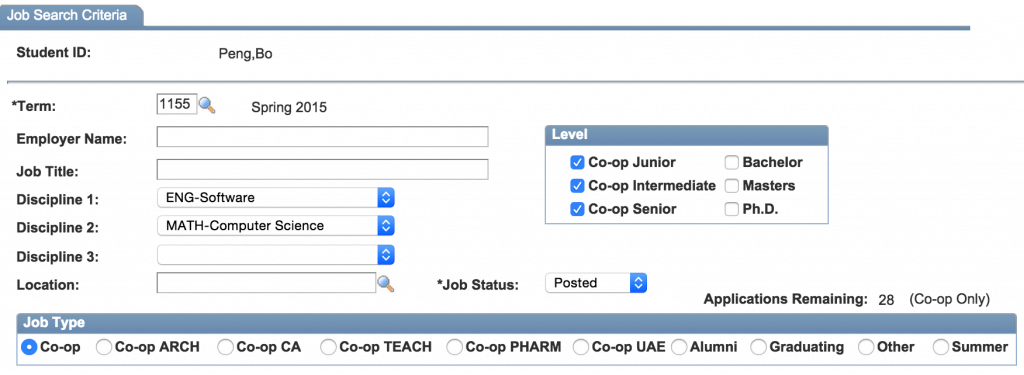 Job Search Criteria
Student ID: Peng,Bo
*Term: 1155 Spring 2015
Employer Name:
Job Title:
Discipline 1: ENG-Software
Discipline 2: MATH-Computer Science
Discipline 3:
Location:
Level
Co-op Junior Bachelor
Co-op Intermediate Masters
Co-op Senior Ph.D.
*Job Status: Posted
Applications Remaining: 28 (Co-op Only)
Job Type
Co-op Co-op ARCH Co-op CA Co-op TEACH Co-op PHARM Co-op UAE Alumni Graduating Other Summer